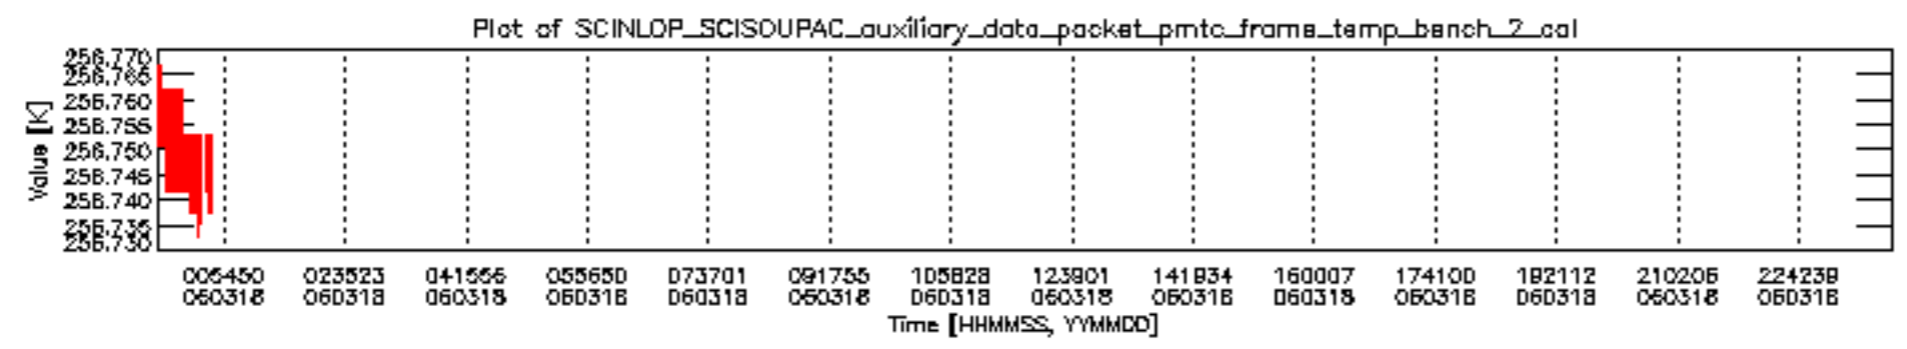 Plot of SCINLOP_SCISOUPAC_auxiliary_data_packet_pmtc_frame_temp_bench_2_cal
256.770
256.765
256.760
256.755
256.750
256.745
256.740
256.735
256.730
Value [K]
005450 023523 041556 055650 073701 091755 105828 123901 141934 160007 174100 192112 210206 224239
060318 060318 060318 060318 060318 060318 060318 060318 060318 060318 060318 060318 060318 060318
Time [HHMMSS, YYMMDD]